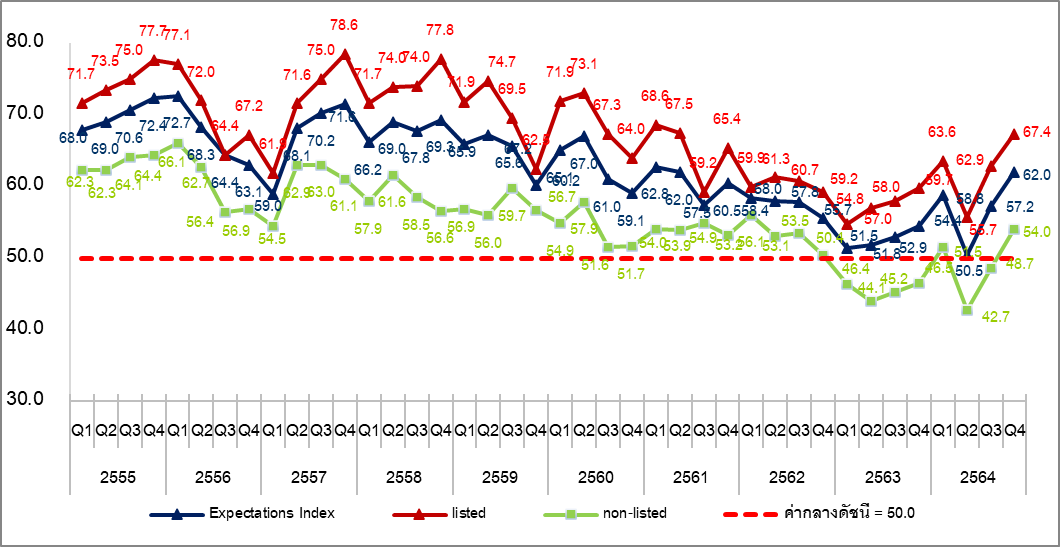 80.0
70.0
60.0
50.0
40.0
30.0
71.7 73.5 75.0 77.7 77.1 72.0 64.4 67.2 61.9 71.6 75.0 78.6 71.7 74.0 74.0 77.8 71.9 74.7 69.5 71.9 73.1 67.3 64.0 68.6 67.5 59.2 65.4 59.9 61.3 60.7 59.2 54.8 57.0 58.0 59.7 63.6 55.7 62.9 67.4
68.0 69.0 70.6 72.4 72.7 68.3 64.4 63.1 59.0 68.1 70.2 71.6 66.2 69.0 67.8 69.3 65.9 67.2 65.6 60.2 65.1 67.0 61.0 59.1 62.8 62.0 57.5 60.5 58.4 58.0 57.8 55.7 51.5 51.8 52.9 54.4 58.8 50.5 57.2 62.0
62.3 62.3 64.1 64.4 66.1 62.7 56.4 56.9 54.5 62.9 63.0 61.1 57.9 61.6 58.5 56.6 56.9 56.0 59.7 56.7 54.9 57.9 51.6 51.7 54.0 53.9 54.9 53.2 56.1 53.1 53.5 50.4 46.4 44.1 45.2 46.5 51.5 42.7 48.7 54.0
Q1 Q2 Q3 Q4 Q1 Q2 Q3 Q4 Q1 Q2 Q3 Q4 Q1 Q2 Q3 Q4 Q1 Q2 Q3 Q4 Q1 Q2 Q3 Q4 Q1 Q2 Q3 Q4 Q1 Q2 Q3 Q4 Q1 Q2 Q3 Q4 Q1 Q2 Q3 Q4
2555 2556 2557 2558 2559 2560 2561 2562 2563 2564
Expectations Index listed non-listed ค่ากลางดัชนี = 50.0